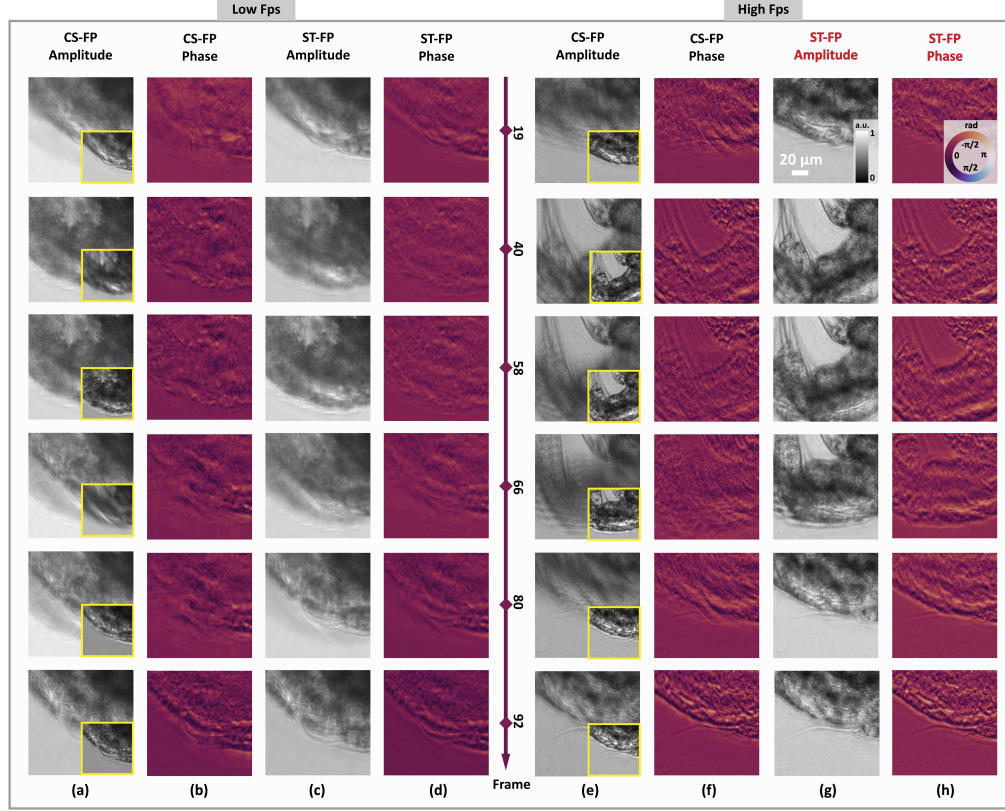 Low Fps
High Fps
CS-FP
Amplitude
CS-FP
Phase
ST-FP
Amplitude
ST-FP
Phase
CS-FP
Amplitude
CS-FP
Phase
ST-FP
Amplitude
ST-FP
Phase
19
a.u.
1
0
20 μm
rad
-π/2
0
π
π/2
40
58
66
80
92
Frame
(a)
(b)
(c)
(d)
(e)
(f)
(g)
(h)